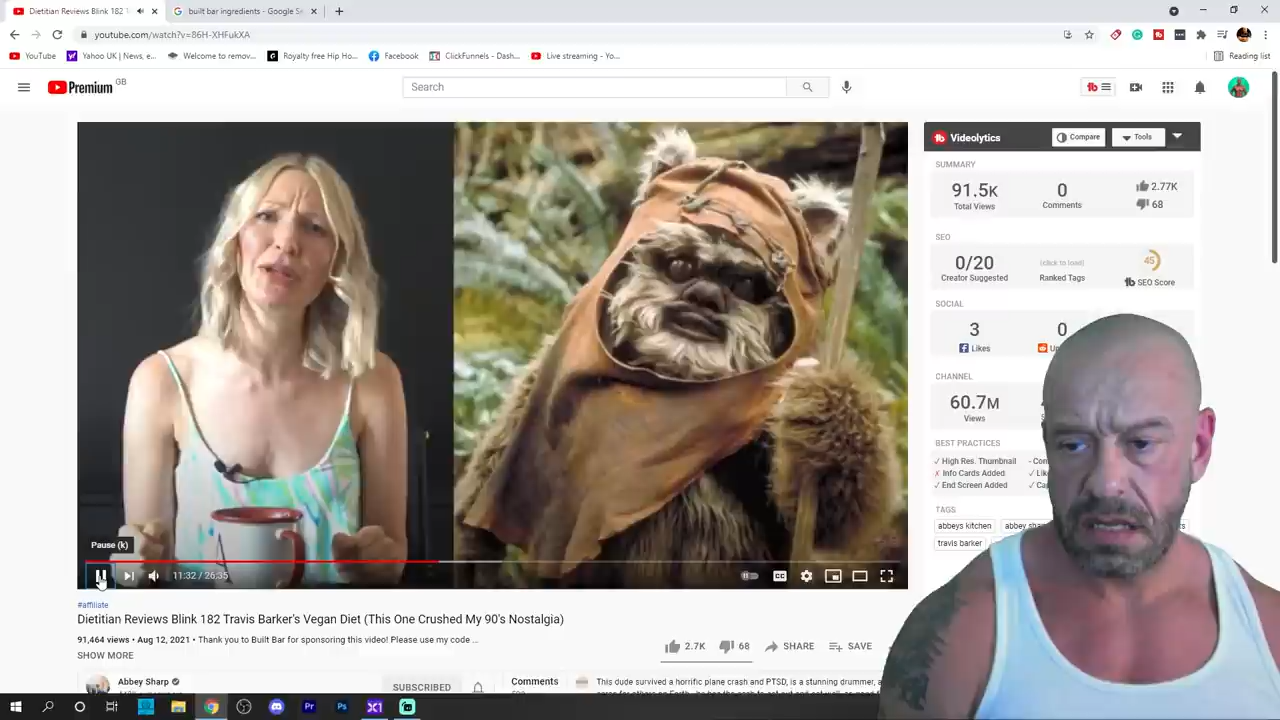 Dietitian Reviews Blink 182
built bar ingredients - Google Se
youtube.com/watch?v=86H-XHFukXA
YouTube
Yahoo UK | News, e...
Welcome to remov...
Royalty free Hip Ho...
Facebook
ClickFunnels - Dash...
Live streaming - Yo...
Reading list
Premium GB
Search
Videolytics
Compare
Tools
SUMMARY
91.5K
0
2.77K
Total Views
Comments
68
SEO
0/20
(click to load)
45
Creator Suggested
Ranked Tags
tb SEO Score
SOCIAL
3
0
Likes
CHANNEL
60.7M
Views
BEST PRACTICES
✓ High Res. Thumbnail
✗ Info Cards Added
✓ End Screen Added
TAGS
abbeys kitchen
travis barker
Pause (k)
11:32 / 26:35
CC
#affiliate
Dietitian Reviews Blink 182 Travis Barker's Vegan Diet (This One Crushed My 90's Nostalgia)
91,464 views • Aug 12, 2021 • Thank you to Built Bar for sponsoring this video! Please use my code ...
2.7K
68
SHARE
SAVE
SHOW MORE
Abbey Sharp
SUBSCRIBED
Comments
This dude survived a horrific plane crash and PTSD, is a stunning drummer, a